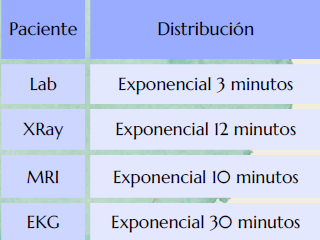 Paciente Distribución
Lab Exponencial 3 minutos
XRay Exponencial 12 minutos
MRI Exponencial 10 minutos
EKG Exponencial 30 minutos